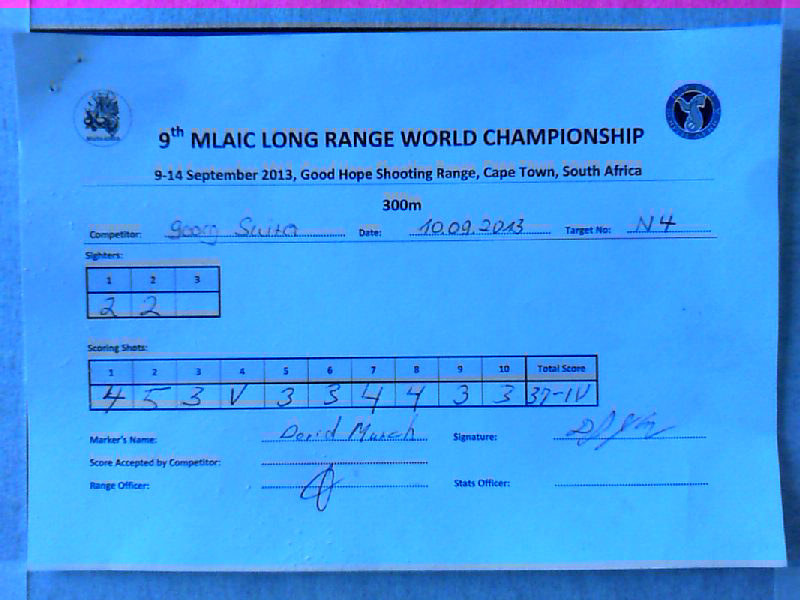 9th MLAIC LONG RANGE WORLD CHAMPIONSHIP
9-14 September 2013, Good Hope Shooting Range, Cape Town, South Africa
300m
Competitor: Georg Date: 10.09.2013 Target No: N4
Sighters:
1 2 3
2 2
Scoring Shots:
1 2 3 4 5 6 7 8 9 10 Total Score
4 5 3 V 3 3 4 4 3 3 37-1V
Marker's Name: David Signature:
Score Accepted by Competitor:
Range Officer: Stats Officer: